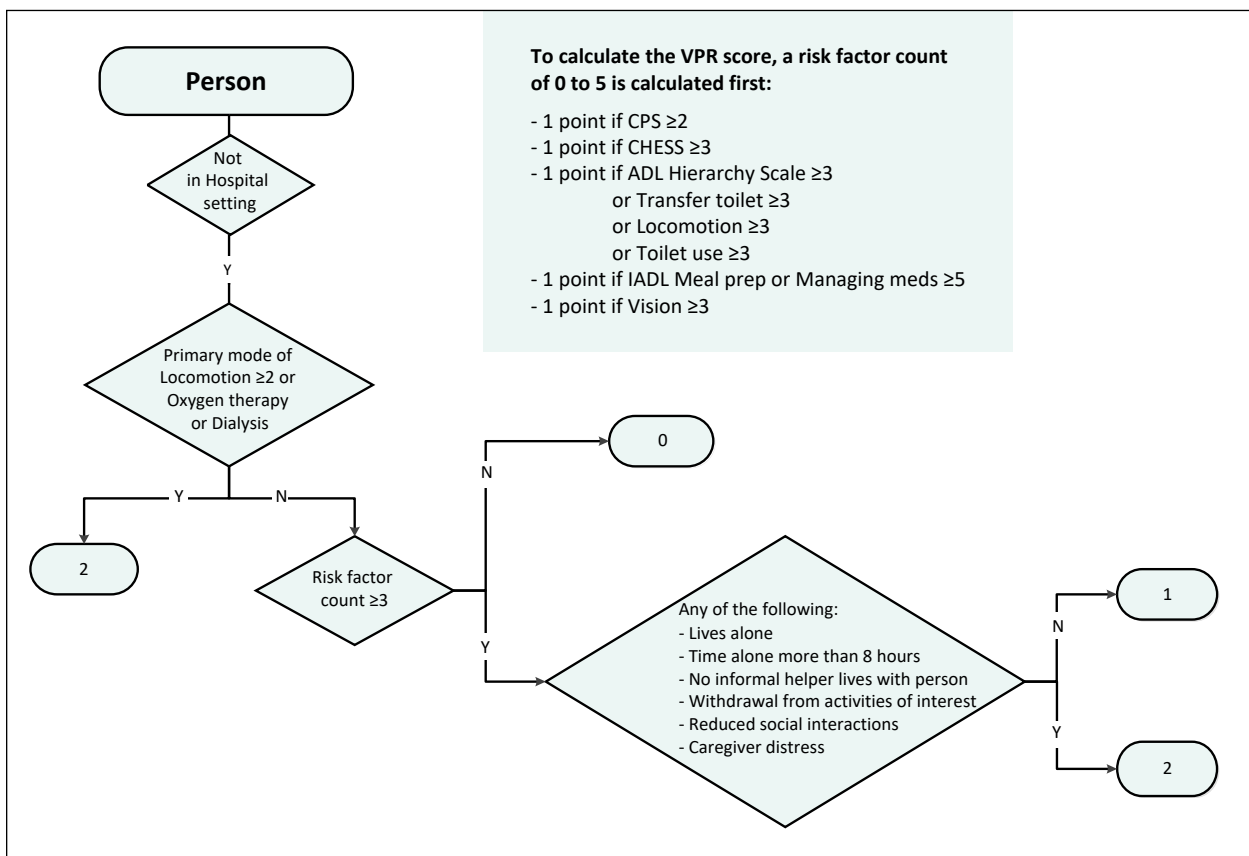 Person
To calculate the VPR score, a risk factor count
of 0 to 5 is calculated first:
- 1 point if CPS ≥2
- 1 point if CHESS ≥3
- 1 point if ADL Hierarchy Scale ≥3
or Transfer toilet ≥3
or Locomotion ≥3
or Toilet use ≥3
- 1 point if IADL Meal prep or Managing meds ≥5
- 1 point if Vision ≥3
Not
in Hospital
setting
Y
Primary mode of
Locomotion ≥2 or
Oxygen therapy
or Dialysis
Y
N
2
Risk factor
count ≥3
N
0
Y
Any of the following:
- Lives alone
- Time alone more than 8 hours
- No informal helper lives with person
- Withdrawal from activities of interest
- Reduced social interactions
- Caregiver distress
N
1
Y
2